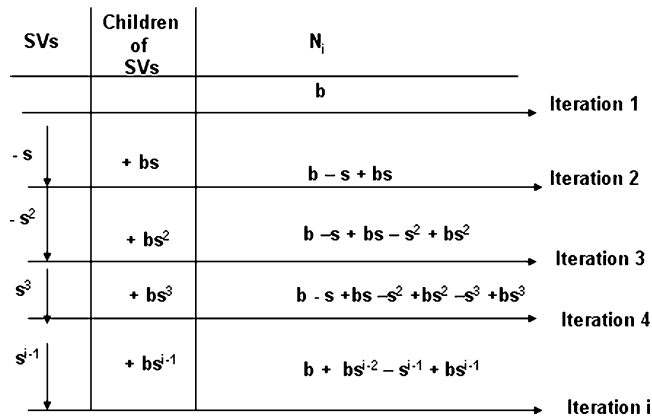 SVs
Children
of
SVs
Nᵢ
b
Iteration 1
- s
+ bs
b – s + bs
Iteration 2
- s²
+ bs²
b –s + bs – s² + bs²
Iteration 3
s³
+ bs³
b - s +bs –s² +bs² –s³ +bs³
Iteration 4
sⁱ⁻¹
+ bsⁱ⁻¹
b + bsⁱ⁻² – sⁱ⁻¹ + bsⁱ⁻¹
Iteration i